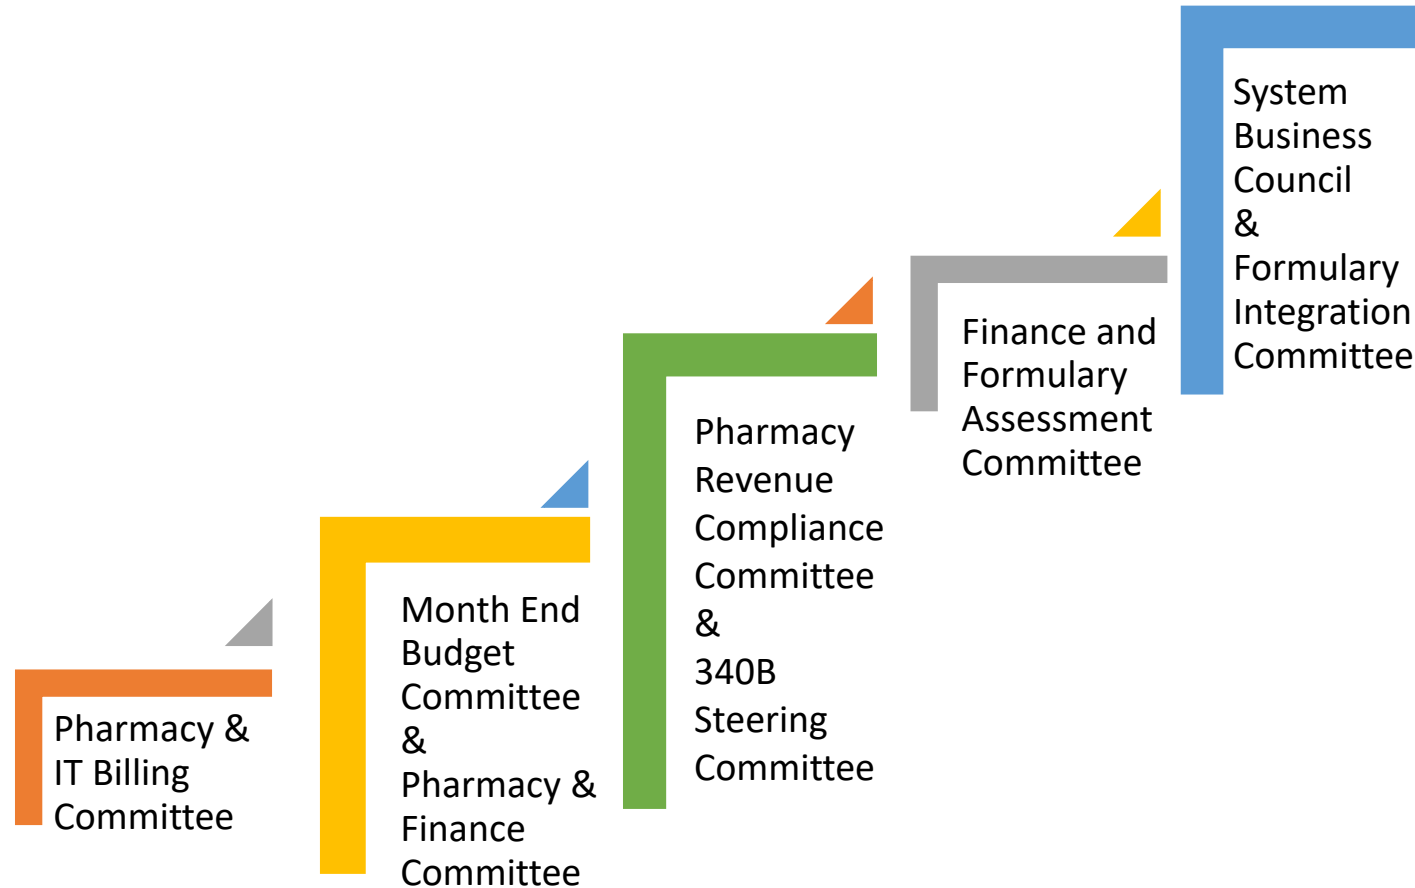 Pharmacy &
IT Billing
Committee
Month End
Budget
Committee
&
Pharmacy &
Finance
Committee
Pharmacy
Revenue
Compliance
Committee
&
340B
Steering
Committee
Finance and
Formulary
Assessment
Committee
System
Business
Council
&
Formulary
Integration
Committee